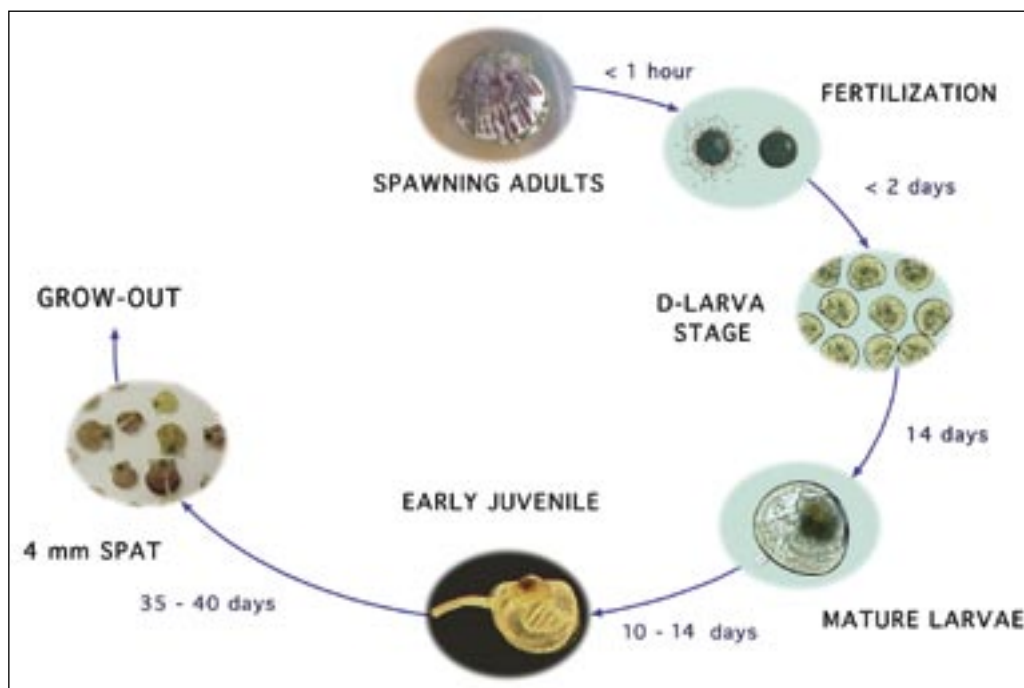 SPAWNING ADULTS
< 1 hour
FERTILIZATION
< 2 days
D-LARVA
STAGE
14 days
MATURE LARVAE
10 - 14 days
EARLY JUVENILE
35 - 40 days
4 mm SPAT
GROW-OUT